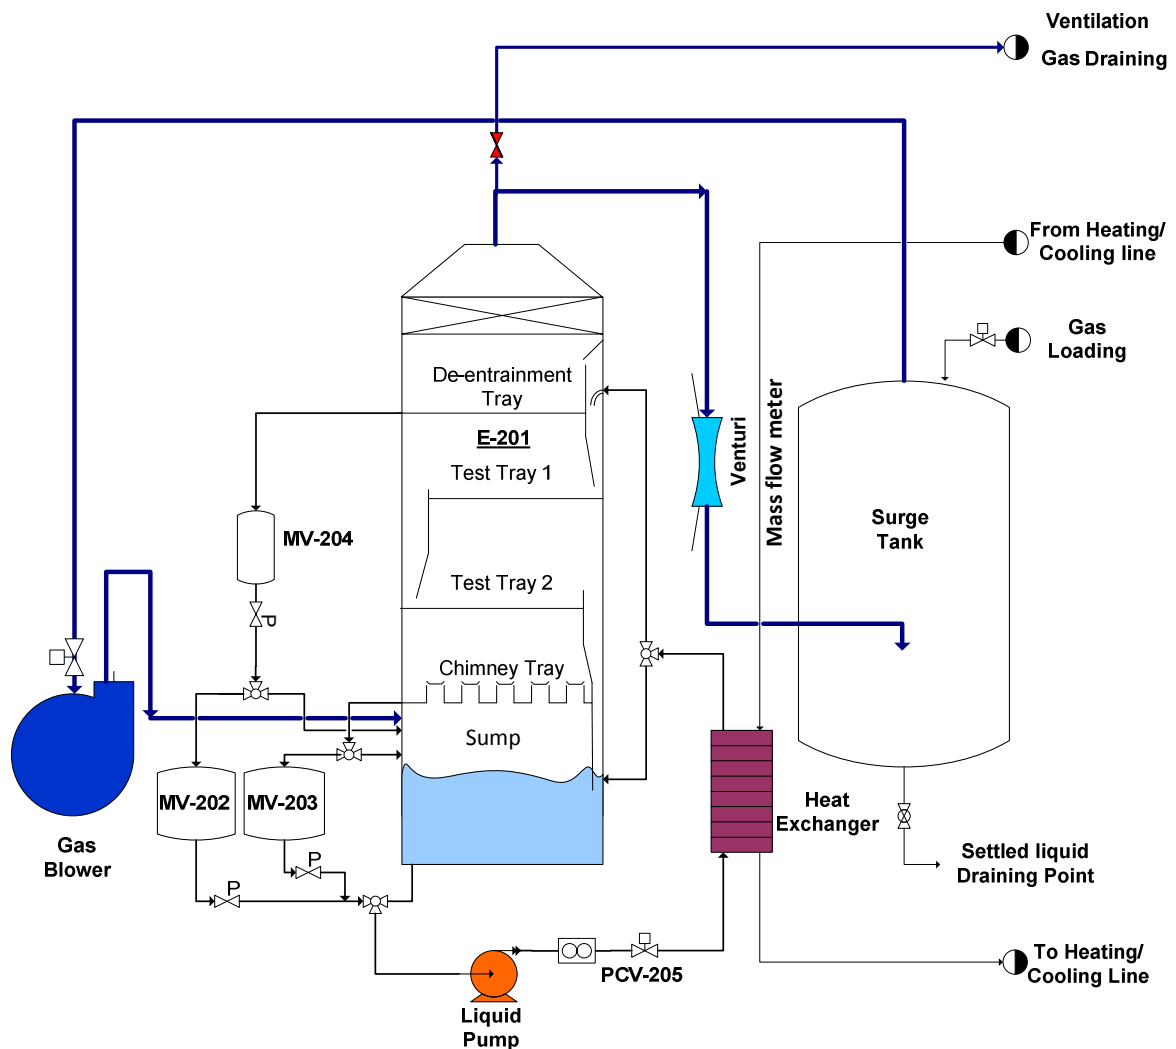 Ventilation
Gas Draining
From Heating/
Cooling line
Gas
Loading
De-entrainment
Tray
E-201
Test Tray 1
Venturi
Mass flow meter
Surge
Tank
MV-204
P
Test Tray 2
Chimney Tray
Sump
MV-202
MV-203
Heat
Exchanger
Gas
Blower
P
P
Settled liquid
Draining Point
PCV-205
To Heating/
Cooling Line
Liquid
Pump